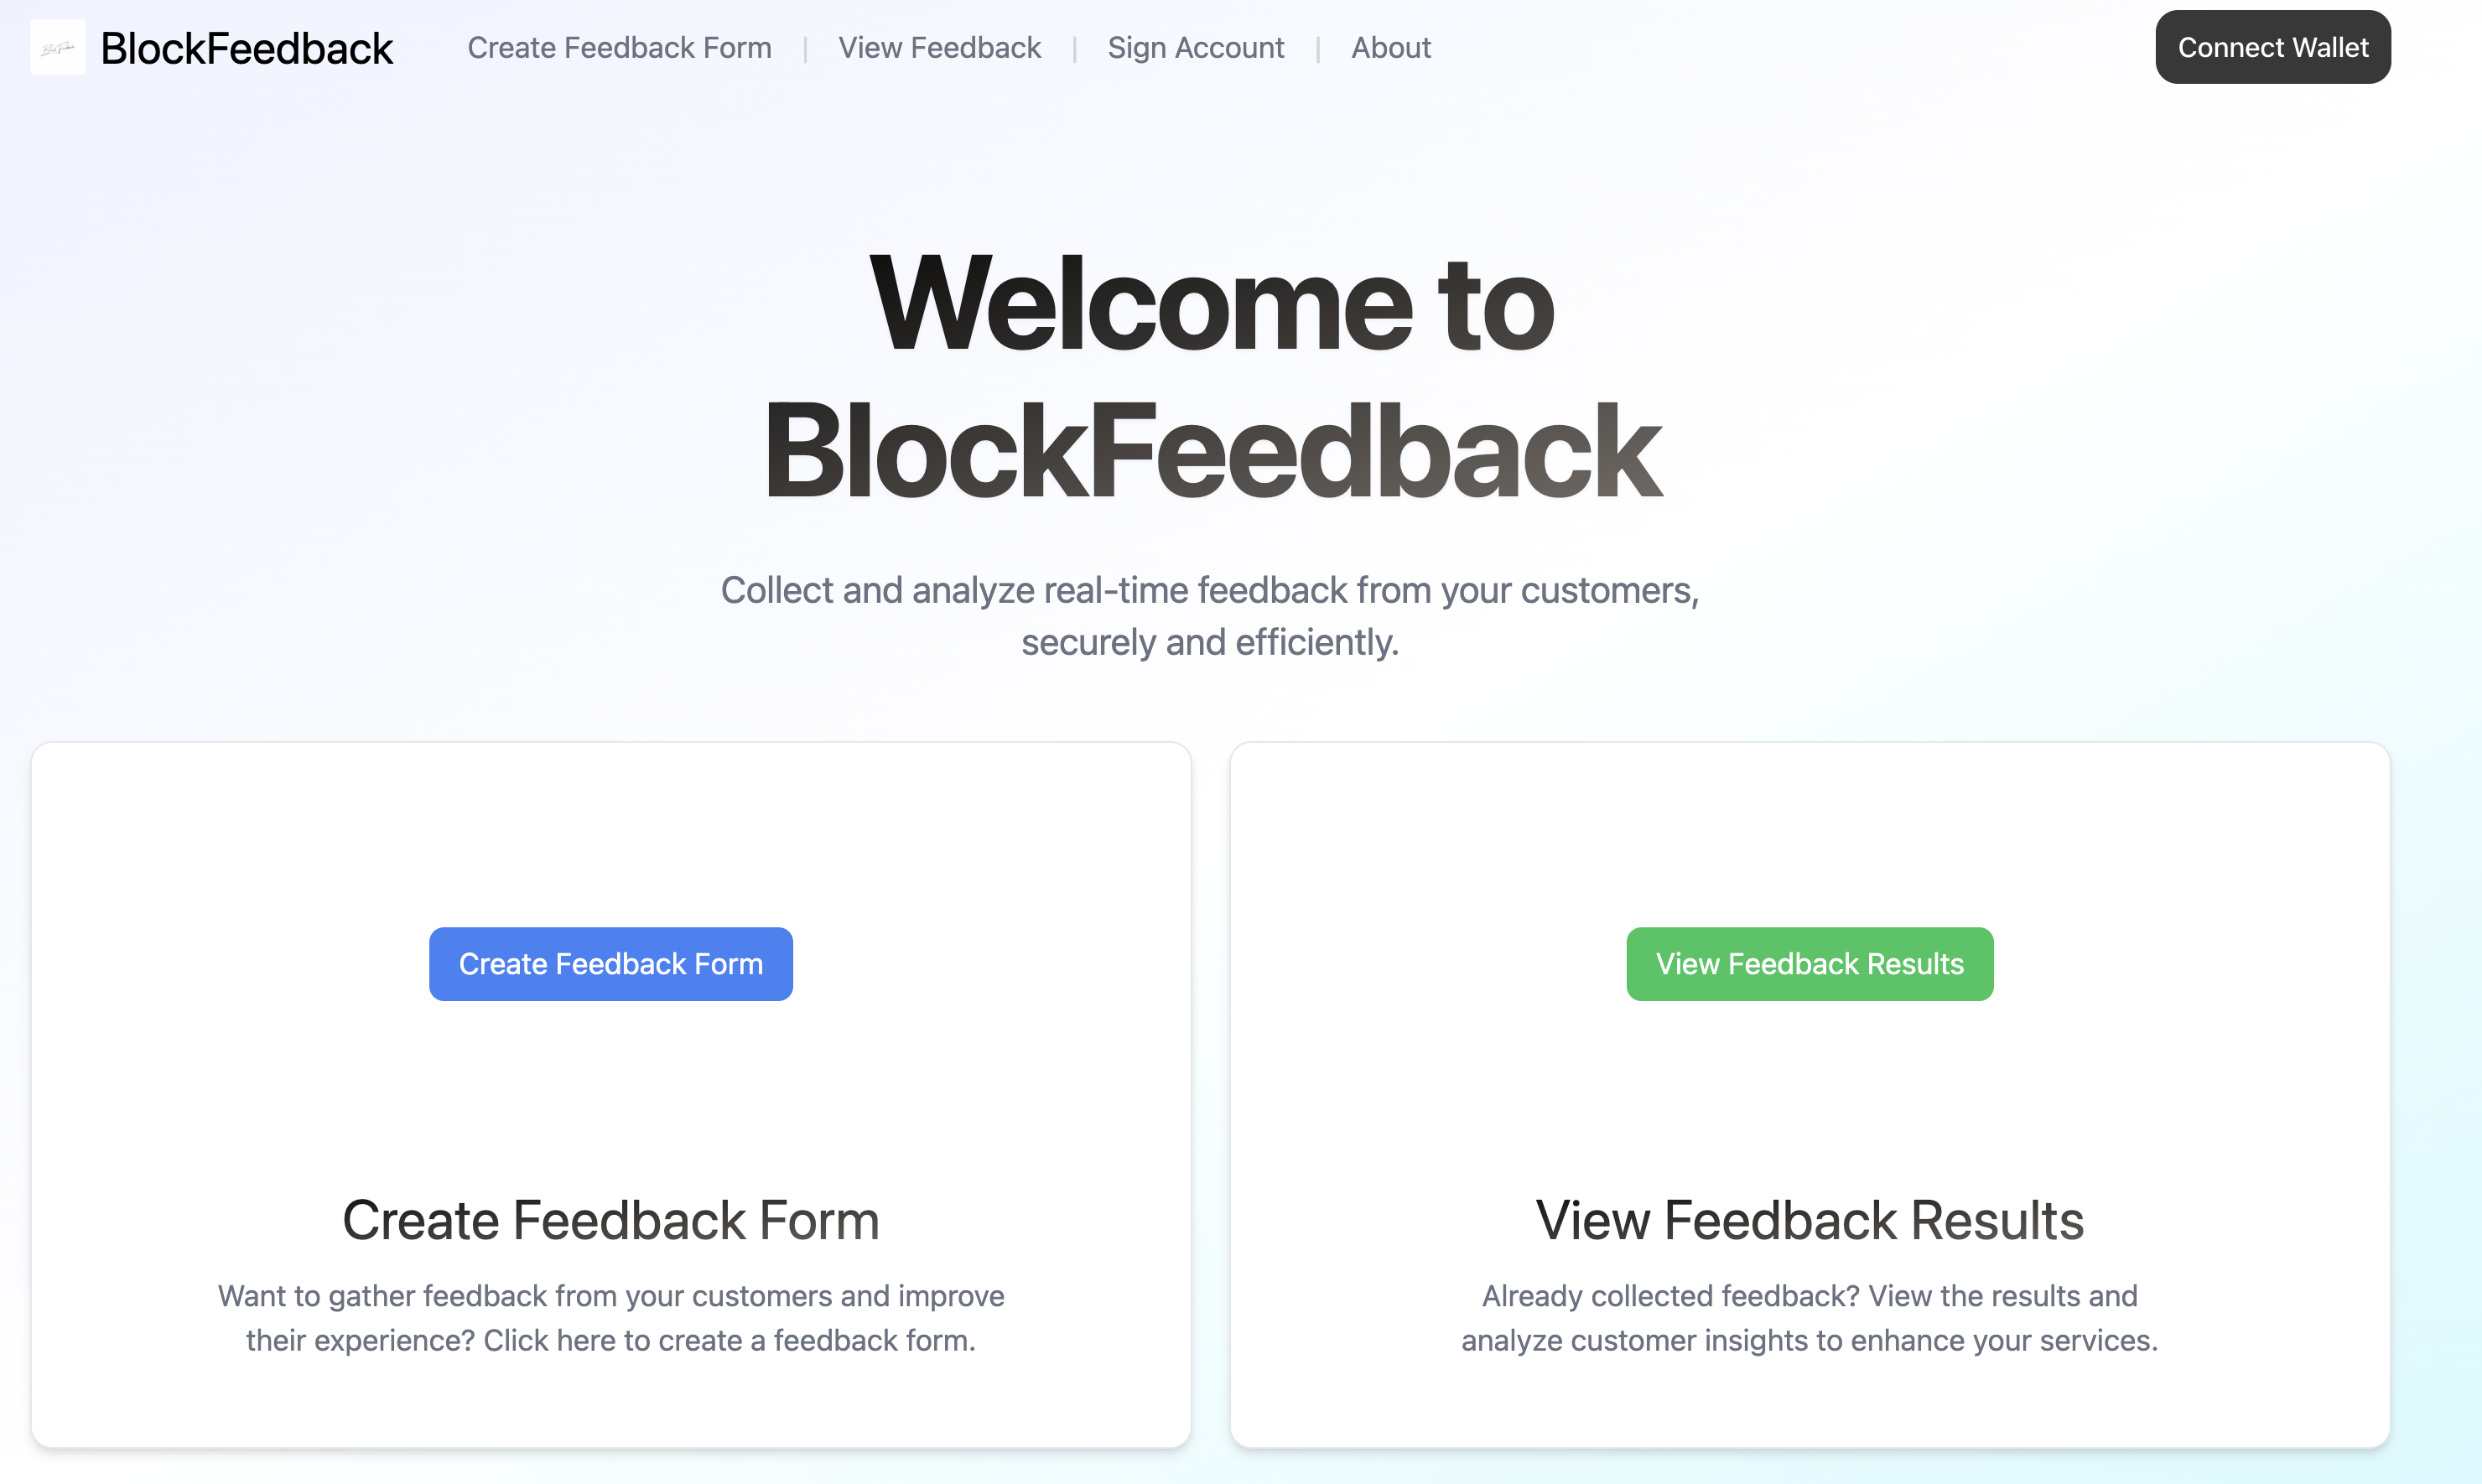 BlockFeedback
Create Feedback Form | View Feedback | Sign Account | About
Connect Wallet
Welcome to
BlockFeedback
Collect and analyze real-time feedback from your customers,
securely and efficiently.
Create Feedback Form
Create Feedback Form
Want to gather feedback from your customers and improve
their experience? Click here to create a feedback form.
View Feedback Results
View Feedback Results
Already collected feedback? View the results and
analyze customer insights to enhance your services.